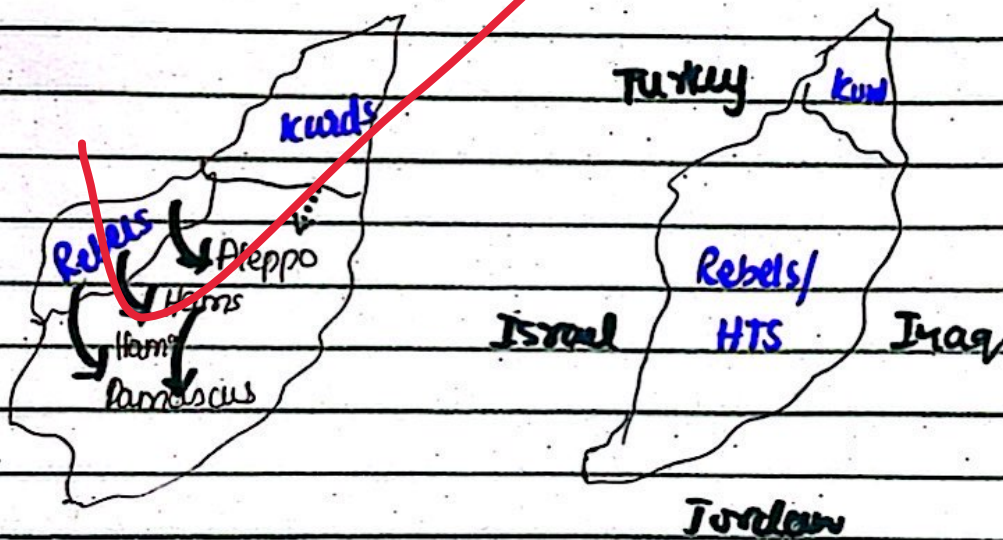 Kurds
Rebels
Aleppo
Homs
Hama
Damascus
Turkey
Kurd
Rebels/
HTS
Israel
Iraq
Jordan